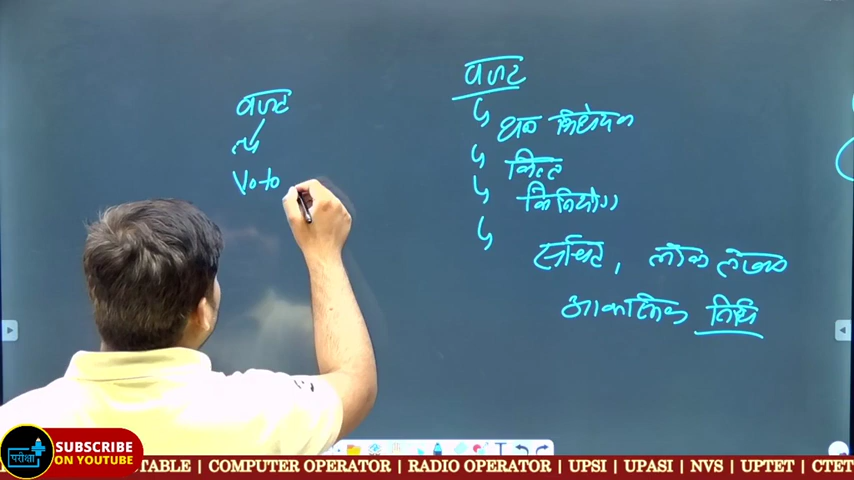 बजट
धन विधेयक
वित्त
विनियोग
संचित, लोक लेखा
आकस्मिक निधि
बजट
Voto
परीक्षा
SUBSCRIBE
ON YOUTUBE
TABLE | COMPUTER OPERATOR | RADIO OPERATOR | UPSI | UPASI | NVS | UPTET | CTET